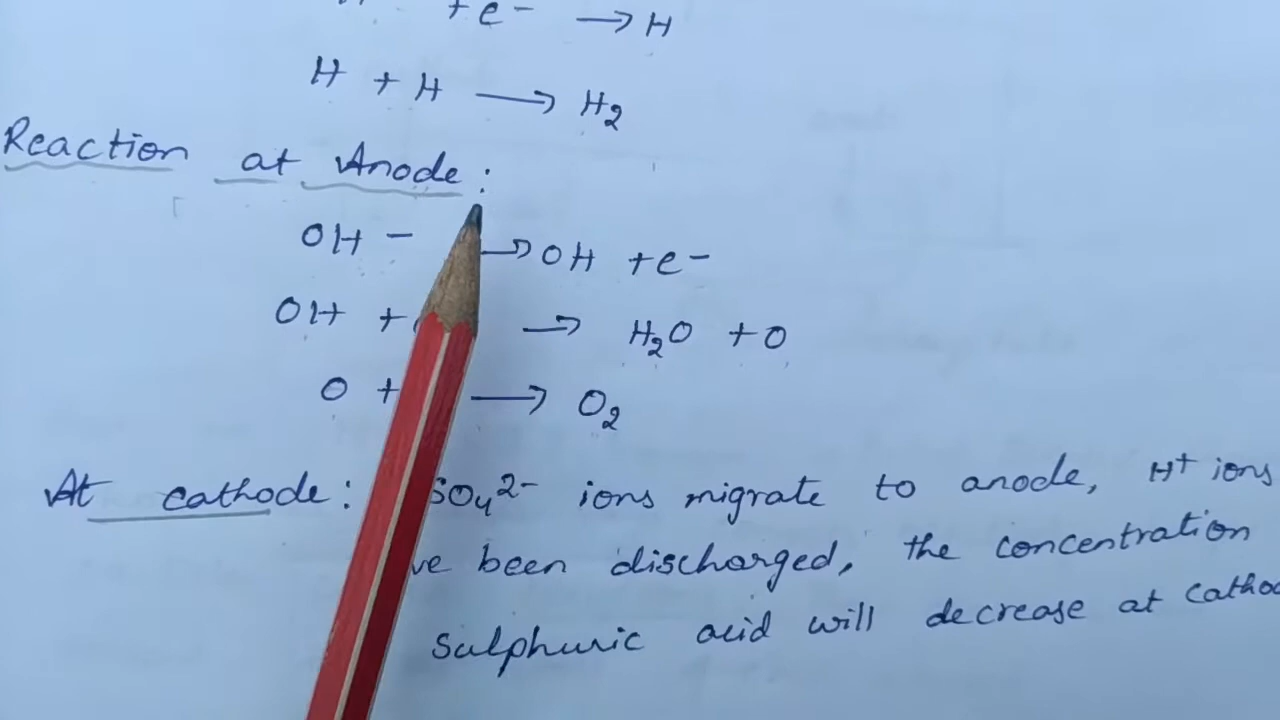 + e⁻ → H
H + H → H₂
Reaction at Anode:
OH⁻ → OH + e⁻
OH + → H₂O + O
O + → O₂
At cathode: SO₄²⁻ ions migrate to anode, H⁺ ions
been discharged, the concentration
sulphuric acid will decrease at